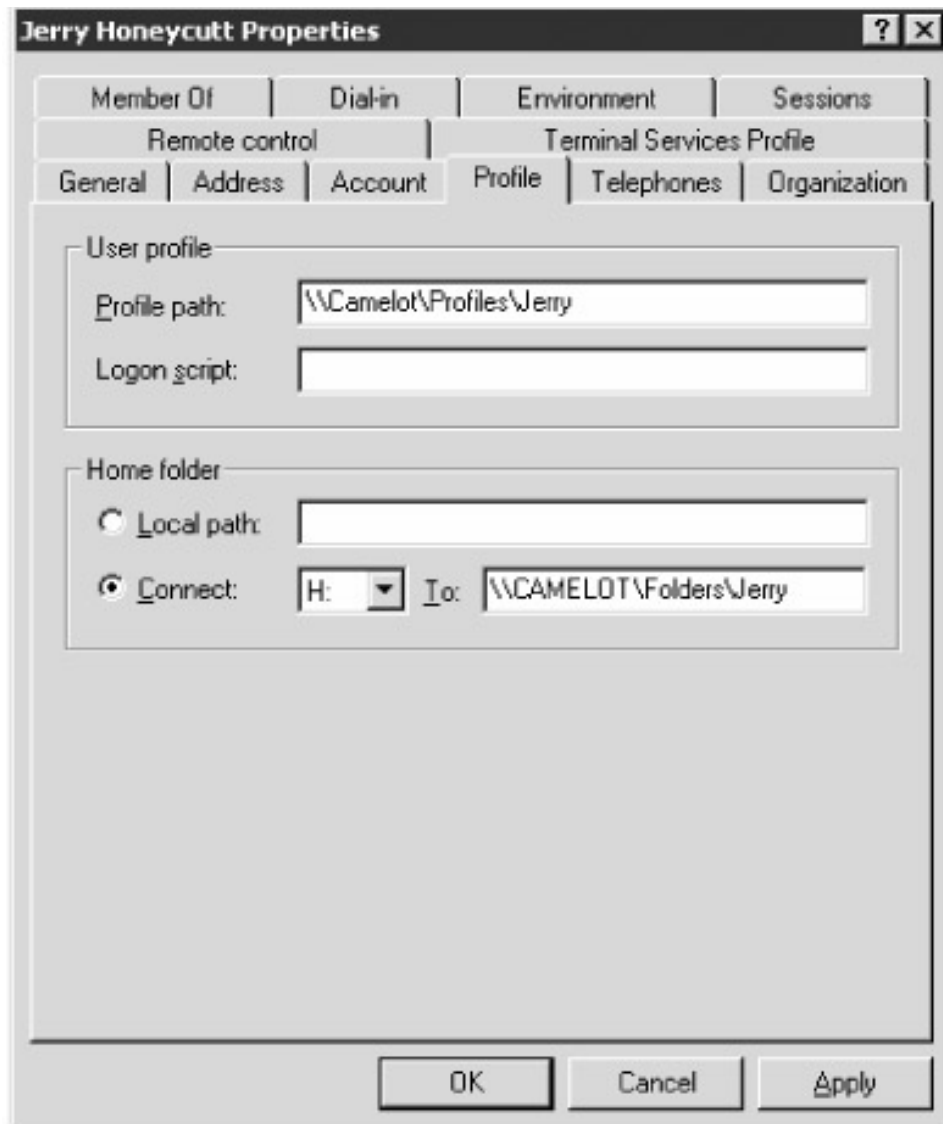 Jerry Honeycutt Properties ? X
Member Of Dial-in Environment Sessions
Remote control Terminal Services Profile
General Address Account Profile Telephones Organization
User profile
Profile path: \\Camelot\Profiles\Jerry
Logon script:
Home folder
Local path:
Connect: H: To: \\CAMELOT\Folders\Jerry
OK Cancel Apply